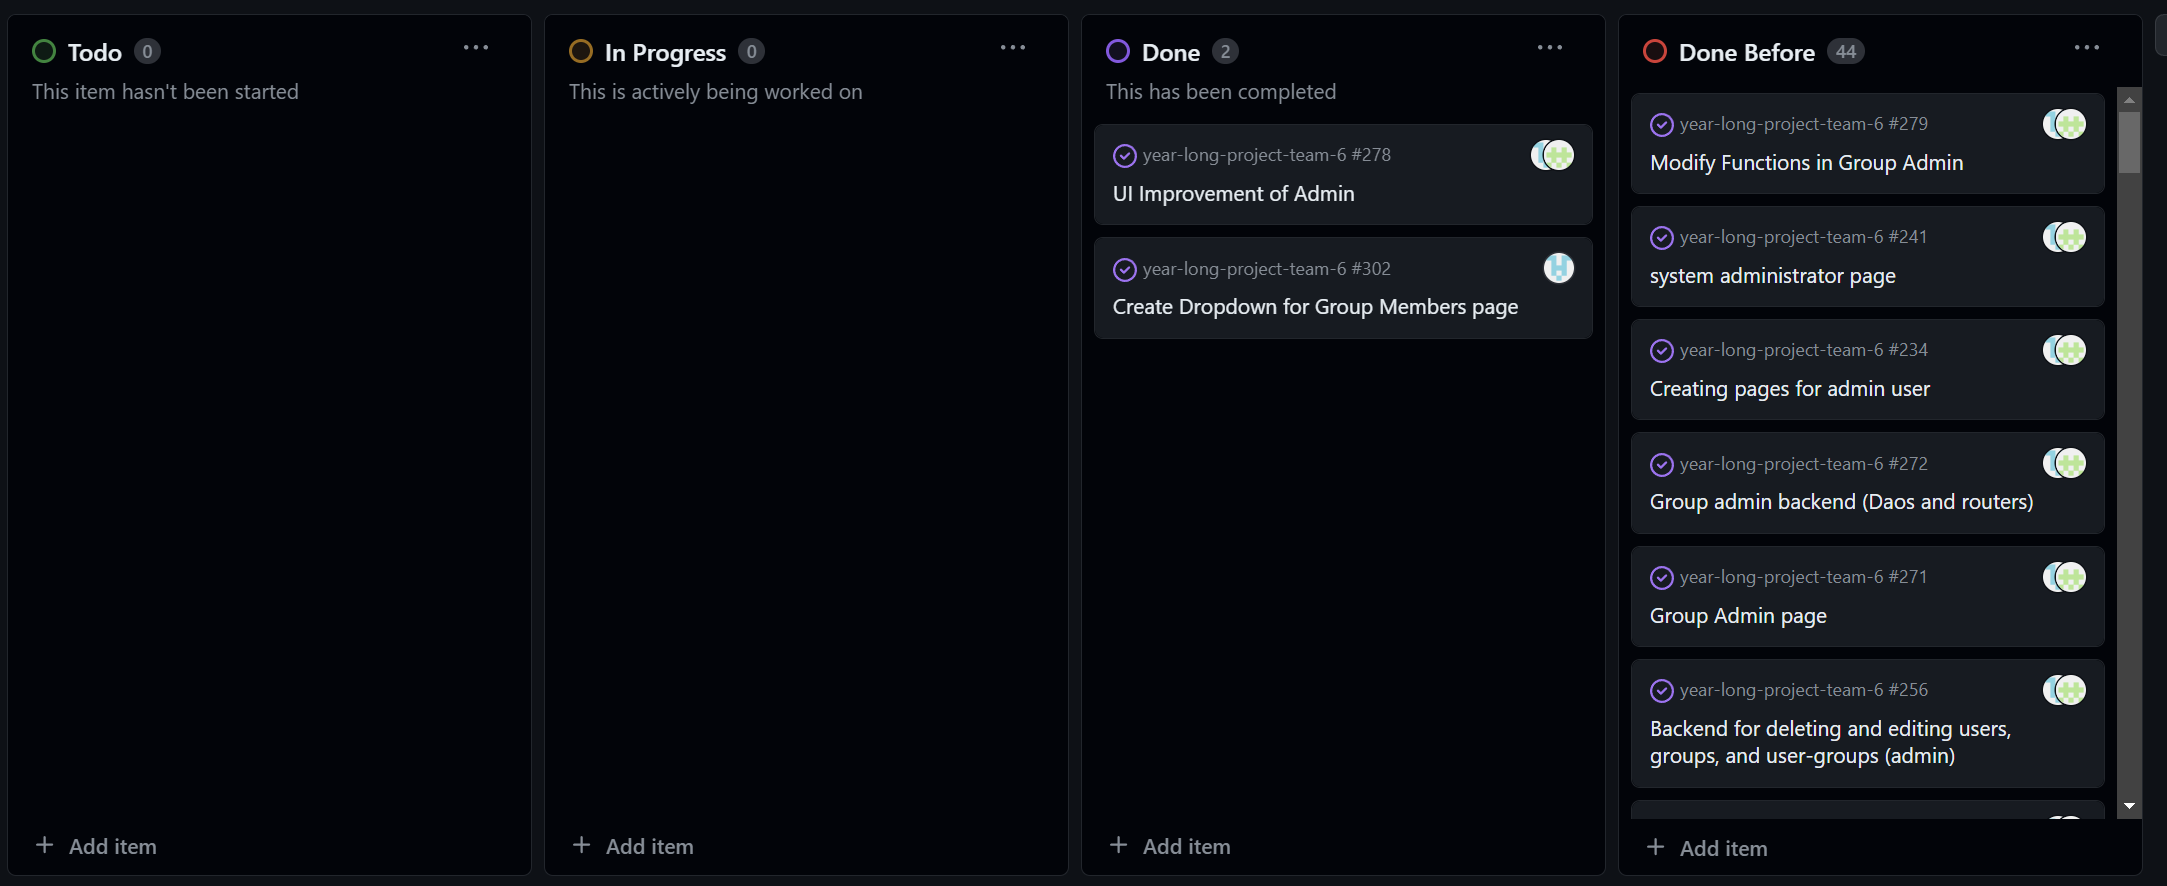 Todo 0
This item hasn't been started
Add item
In Progress 0
This is actively being worked on
Add item
Done 2
This has been completed
year-long-project-team-6 #278
UI Improvement of Admin
year-long-project-team-6 #302
Create Dropdown for Group Members page
Add item
Done Before 44
year-long-project-team-6 #279
Modify Functions in Group Admin
year-long-project-team-6 #241
system administrator page
year-long-project-team-6 #234
Creating pages for admin user
year-long-project-team-6 #272
Group admin backend (Daos and routers)
year-long-project-team-6 #271
Group Admin page
year-long-project-team-6 #256
Backend for deleting and editing users,
groups, and user-groups (admin)
Add item